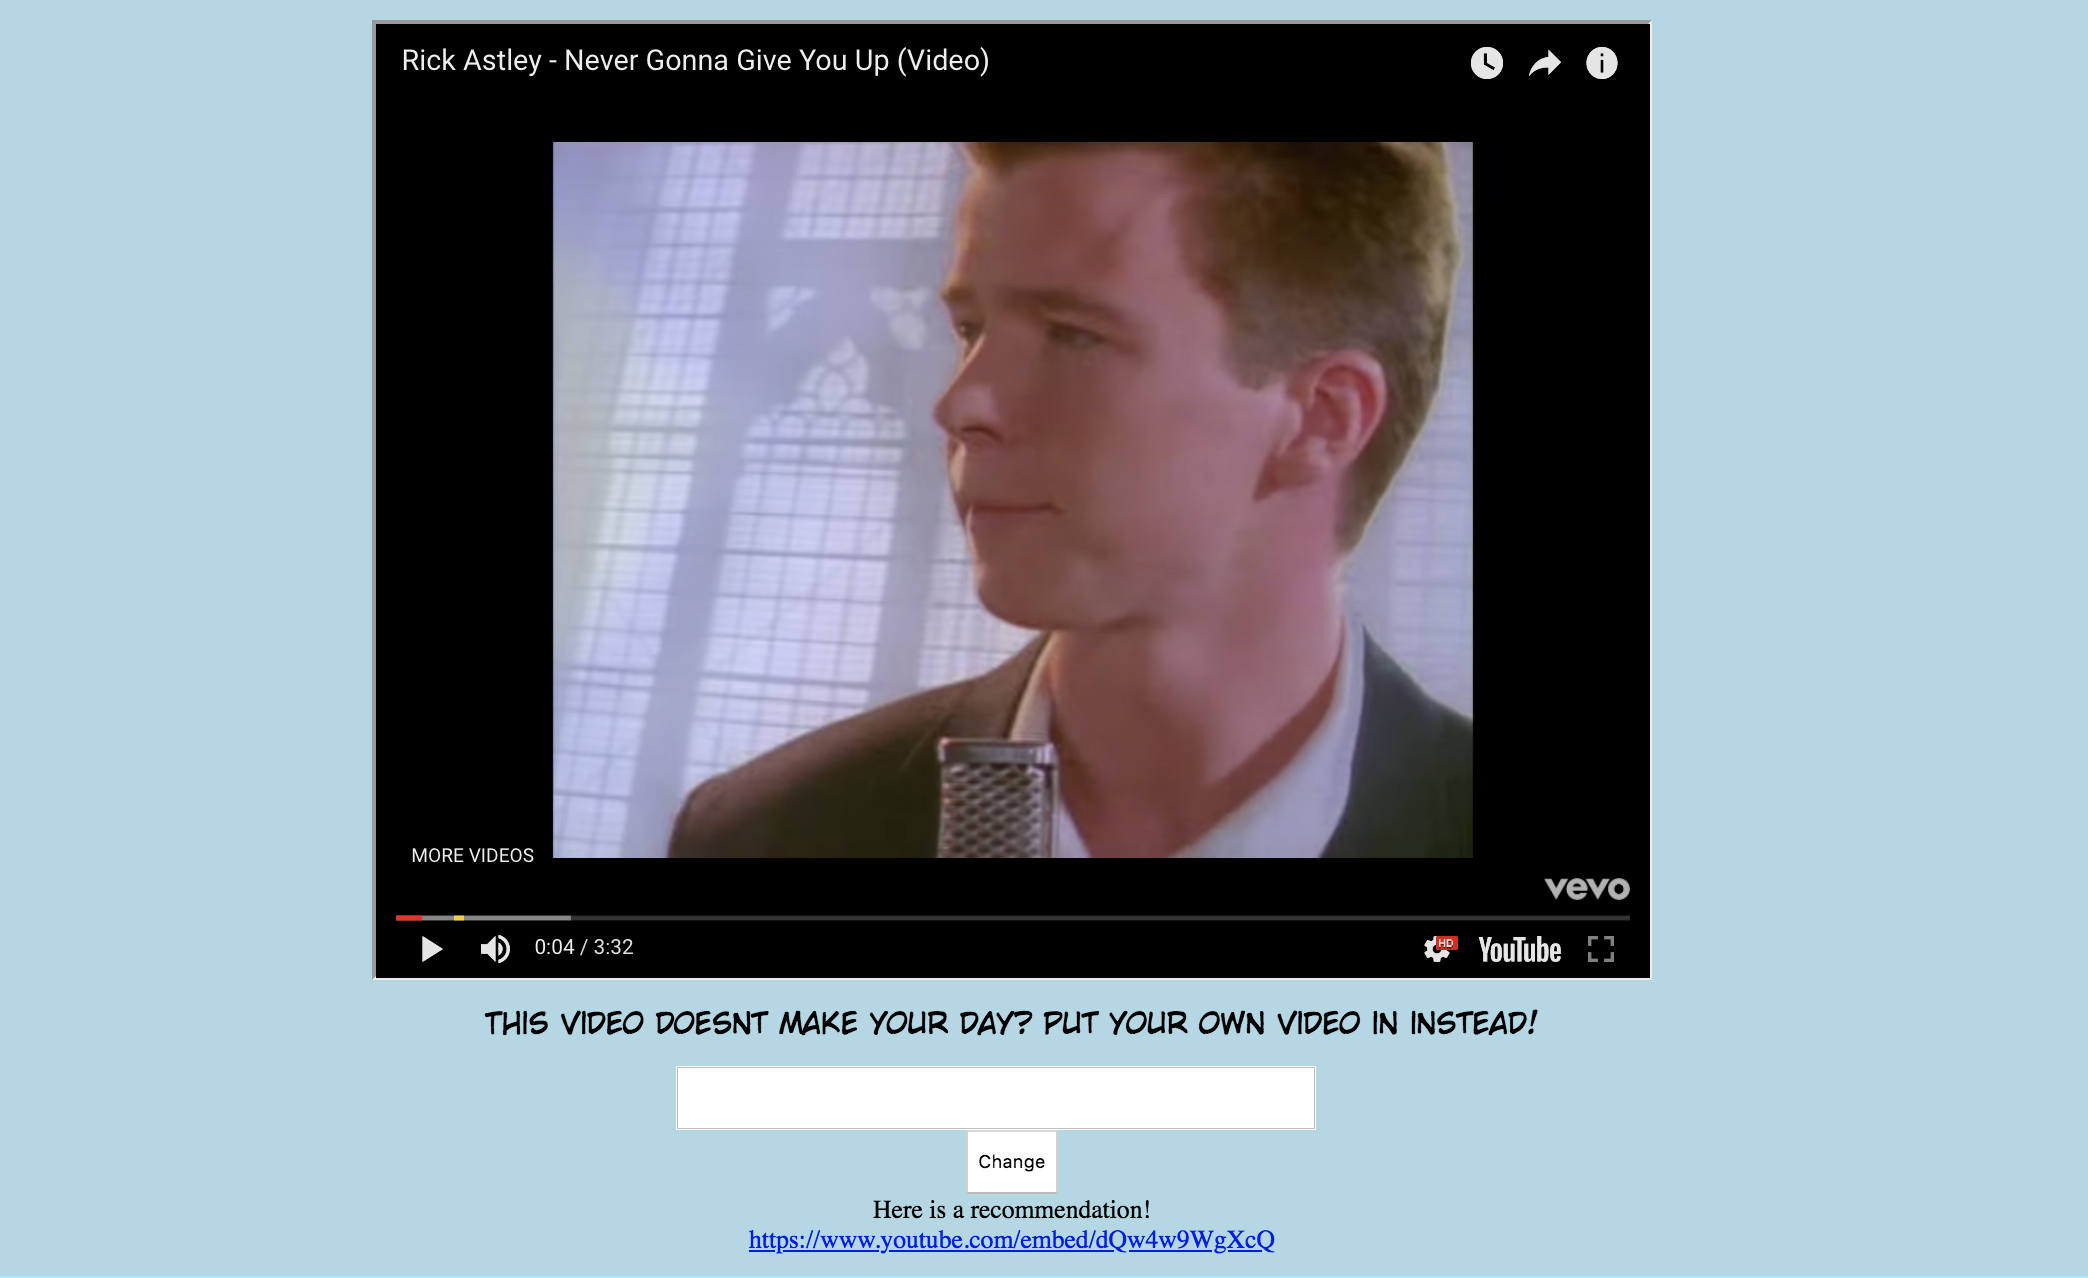 Rick Astley - Never Gonna Give You Up (Video)
MORE VIDEOS
vevo
0:04 / 3:32
HD
YouTube
THIS VIDEO DOESNT MAKE YOUR DAY? PUT YOUR OWN VIDEO IN INSTEAD!
Change
Here is a recommendation!
https://www.youtube.com/embed/dQw4w9WgXcQ